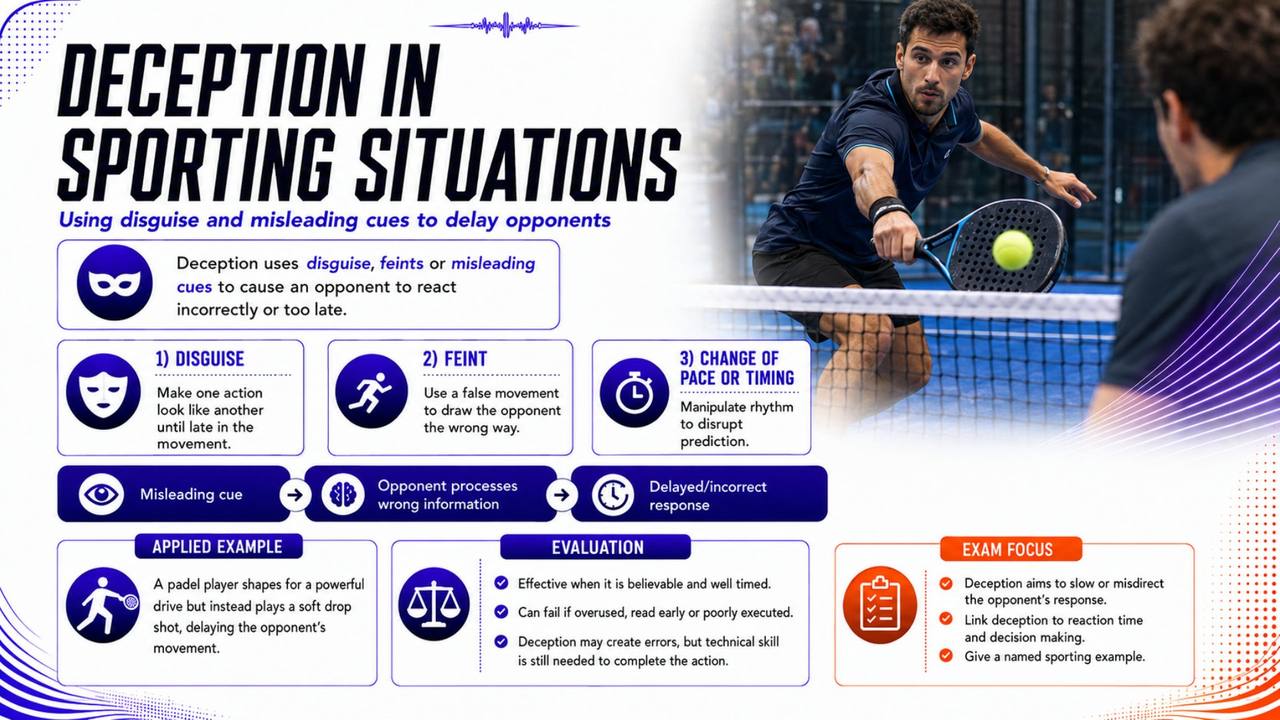 DECEPTION IN
SPORTING SITUATIONS
Using disguise and misleading cues to delay opponents
Deception uses disguise, feints or misleading
cues to cause an opponent to react
incorrectly or too late.
1) DISGUISE
Make one action
look like another
until late in the
movement.
2) FEINT
Use a false movement
to draw the opponent
the wrong way.
3) CHANGE OF
PACE OR TIMING
Manipulate rhythm
to disrupt
prediction.
Misleading cue
Opponent processes
wrong information
Delayed/incorrect
response
APPLIED EXAMPLE
A padel player shapes for a powerful
drive but instead plays a soft drop
shot, delaying the opponent's
movement.
EVALUATION
Effective when it is believable and well timed.
Can fail if overused, read early or poorly executed.
Deception may create errors, but technical skill
is still needed to complete the action.
EXAM FOCUS
Deception aims to slow or misdirect
the opponent's response.
Link deception to reaction time
and decision making.
Give a named sporting example.